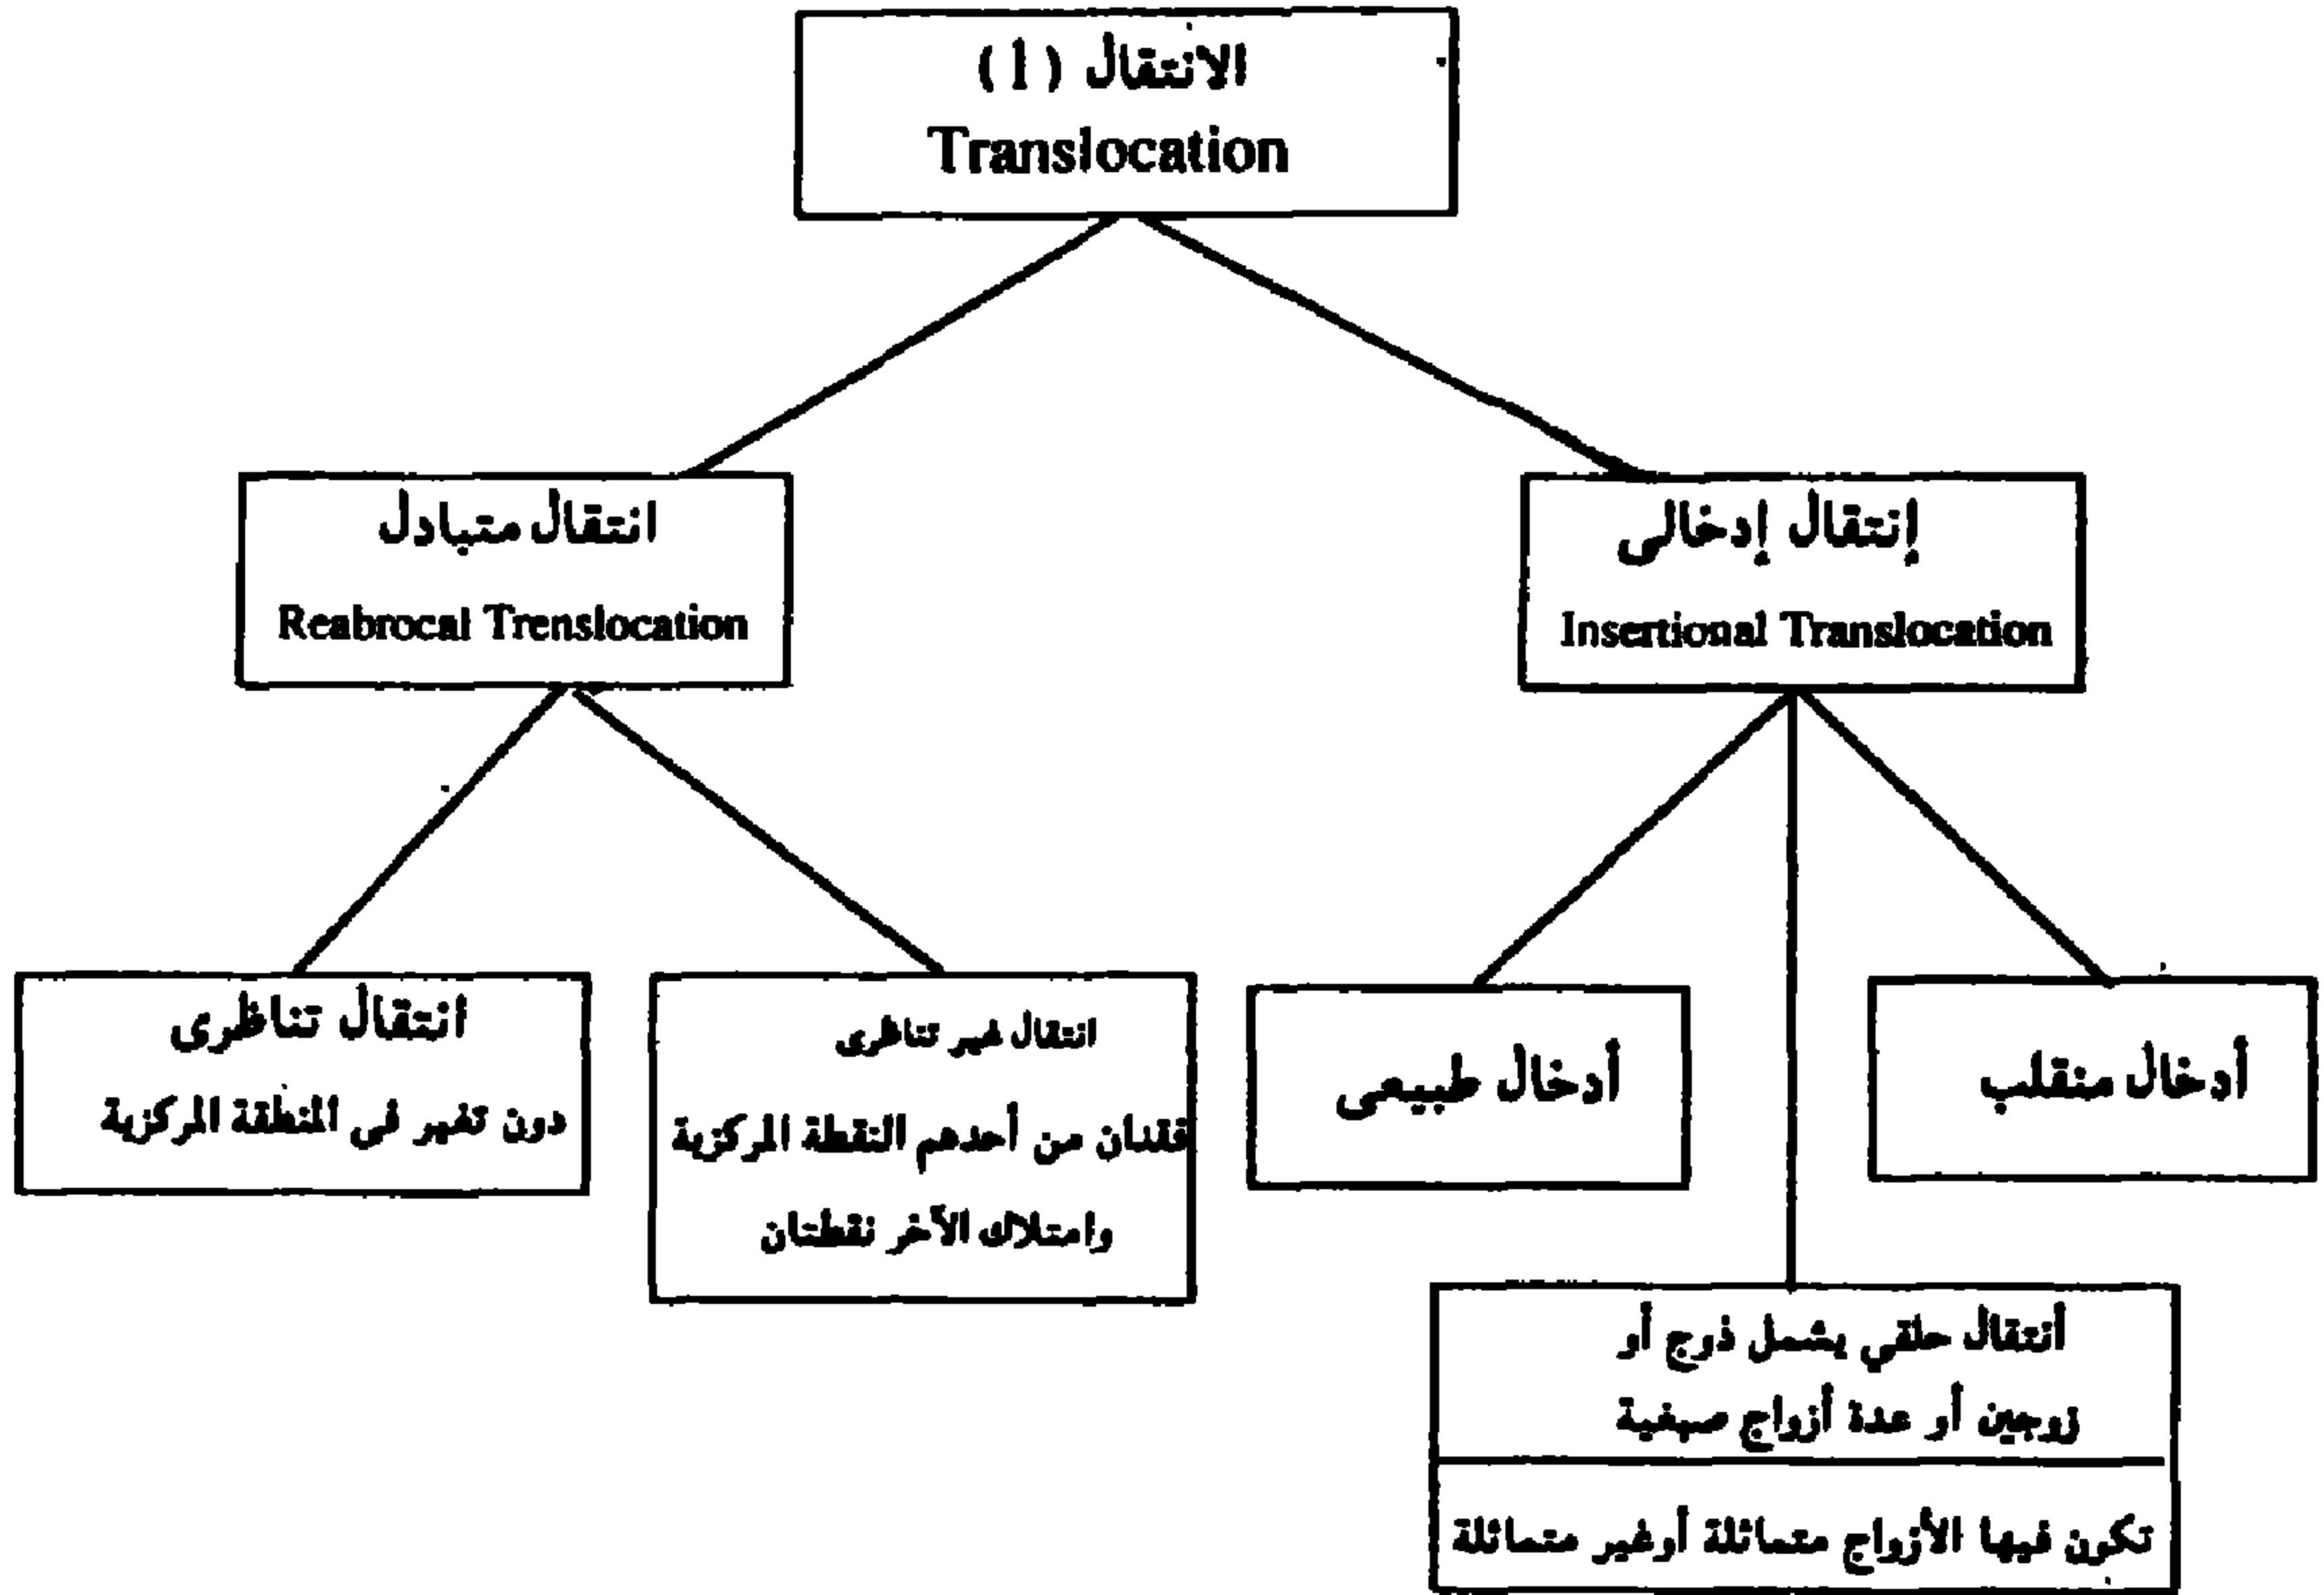 الانتقال (1)
Translocation
انتقال متبادل
Reabrocal Trenslocation
إنتقال إدخالى
Insertional Translocation
انتقال تناظرى
دون تغير فى المنطقة المركزية
انتقال غير تناظرى
فقدان من أحدهم النقطة المركزية
وامتلاك الآخر نقطتان
أدخال طبيعى
أدخال منقلب
أنتقال حلقي يشمل ذرج أو
زوجين أو عدة أزواج صبغية
تكون فيها الأزواج متماثلة أوغير متماثلة